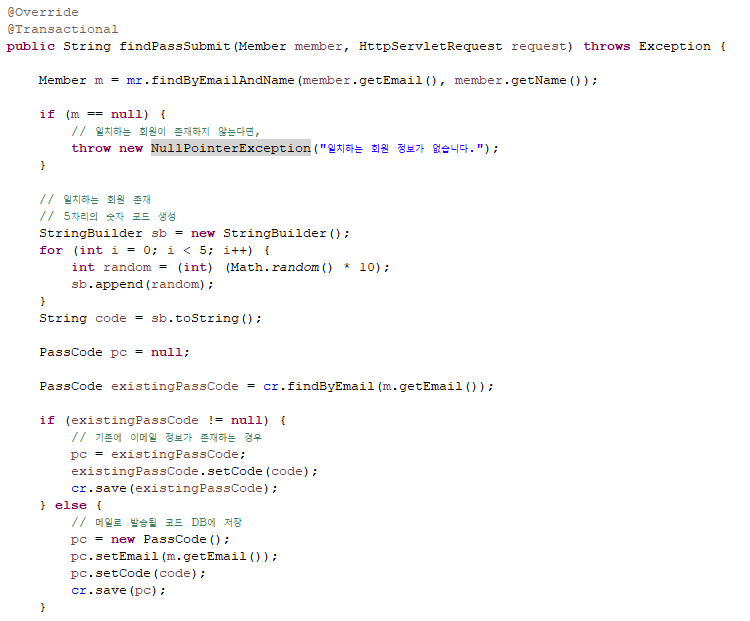 @Override
@Transactional
public String findPassSubmit(Member member, HttpServletRequest request) throws Exception {
Member m = mr.findByEmailAndName(member.getEmail(), member.getName());
if (m == null) {
// 일치하는 회원이 존재하지 않는다면,
throw new NullPointerException("일치하는 회원 정보가 없습니다.");
}
// 일치하는 회원 존재
// 5자리의 숫자 코드 생성
StringBuilder sb = new StringBuilder();
for (int i = 0; i < 5; i++) {
int random = (int) (Math.random() * 10);
sb.append(random);
}
String code = sb.toString();
PassCode pc = null;
PassCode existingPassCode = cr.findByEmail(m.getEmail());
if (existingPassCode != null) {
// 기존에 이메일 정보가 존재하는 경우
pc = existingPassCode;
existingPassCode.setCode(code);
cr.save(existingPassCode);
} else {
// 메일로 발송될 코드 DB에 저장
pc = new PassCode();
pc.setEmail(m.getEmail());
pc.setCode(code);
cr.save(pc);
}